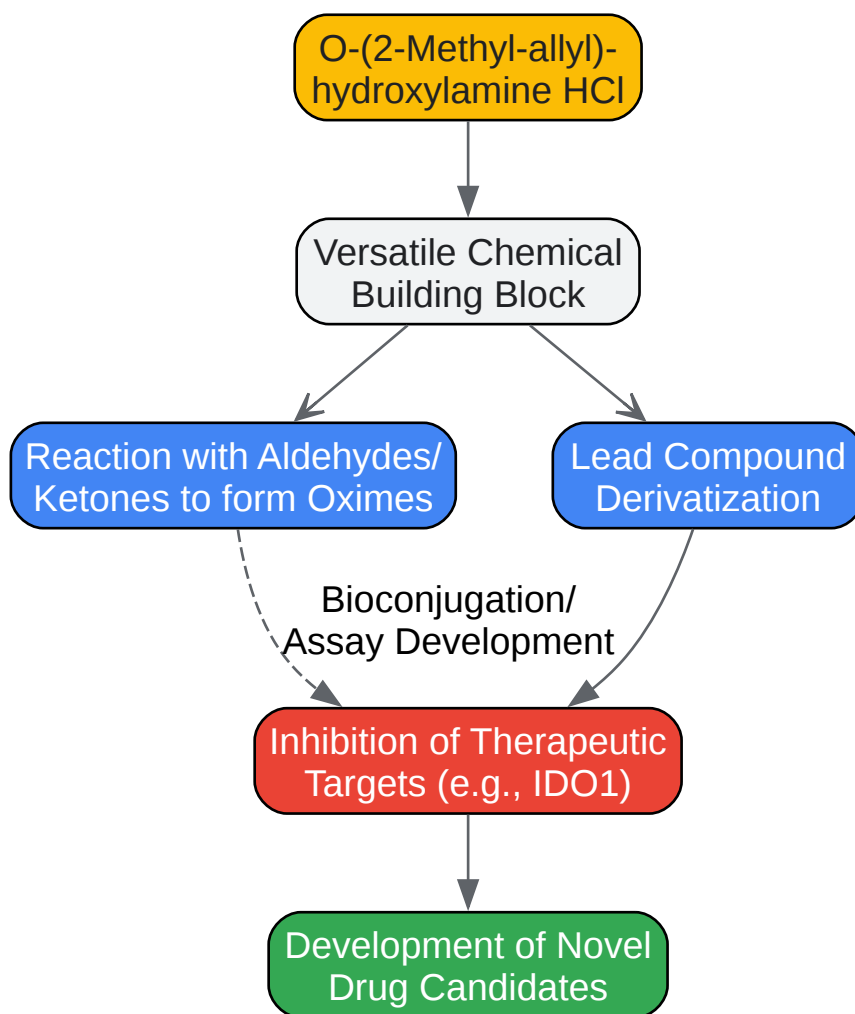 O-(2-Methyl-allyl)-
hydroxylamine HCl
Versatile Chemical
Building Block
Reaction with Aldehydes/
Ketones to form Oximes
Lead Compound
Derivatization
Bioconjugation/
Assay Development
Inhibition of Therapeutic
Targets (e.g., IDO1)
Development of Novel
Drug Candidates